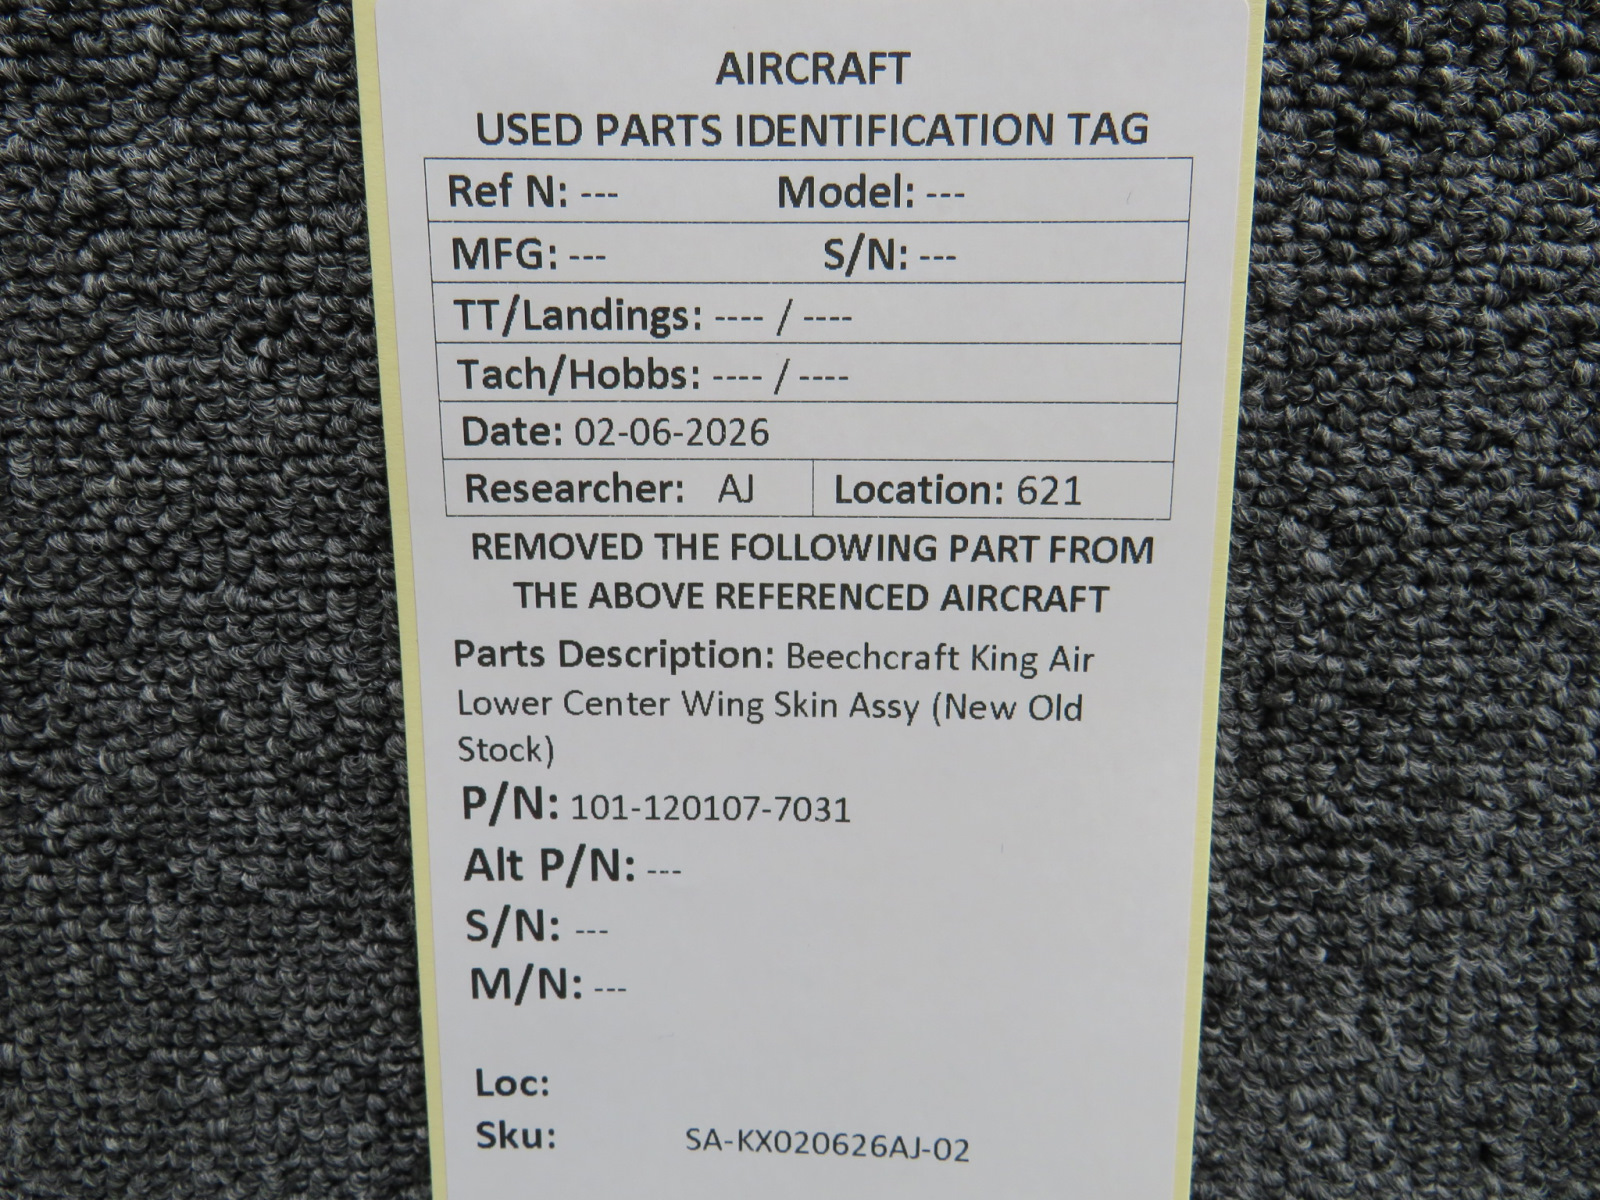 AIRCRAFT
USED PARTS IDENTIFICATION TAG
Ref N: --- Model: ---
MFG: --- S/N: ---
TT/Landings: ---- / ----
Tach/Hobbs: ---- / ----
Date: 02-06-2026
Researcher: AJ Location: 621
REMOVED THE FOLLOWING PART FROM
THE ABOVE REFERENCED AIRCRAFT
Parts Description: Beechcraft King Air
Lower Center Wing Skin Assy (New Old
Stock)
P/N: 101-120107-7031
Alt P/N: ---
S/N: ---
M/N: ---
Loc:
Sku: SA-KX020626AJ-02